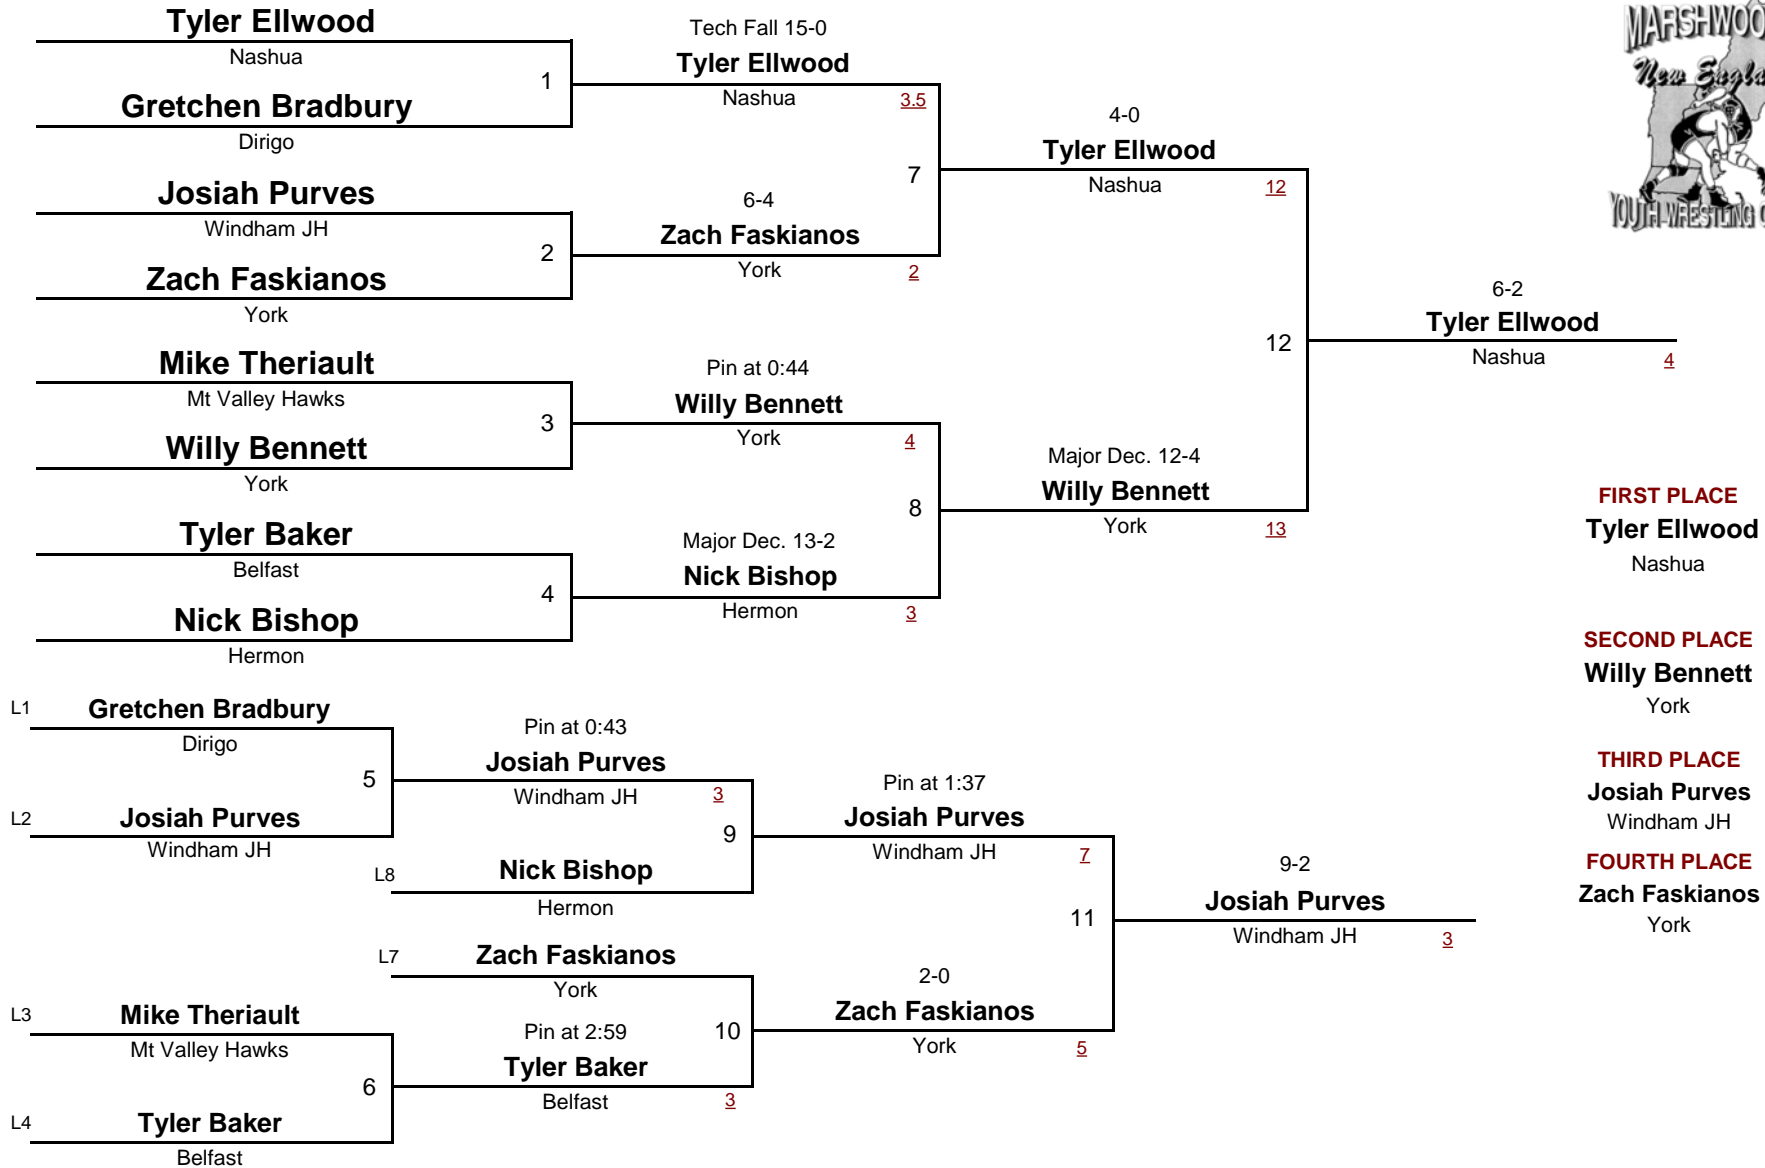 Tyler Ellwood
Nashua
1
Gretchen Bradbury
Dirigo
Josiah Purves
Windham JH
2
Zach Faskianos
York
Mike Theriault
Mt Valley Hawks
3
Willy Bennett
York
Tyler Baker
Belfast
4
Nick Bishop
Hermon
Tech Fall 15-0
Tyler Ellwood
Nashua 3.5
7
6-4
Zach Faskianos
York 2
Pin at 0:44
Willy Bennett
York 4
8
Major Dec. 13-2
Nick Bishop
Hermon 3
4-0
Tyler Ellwood
Nashua 12
12
Major Dec. 12-4
Willy Bennett
York 13
6-2
Tyler Ellwood
Nashua 4
L1 Gretchen Bradbury
Dirigo
5
L2 Josiah Purves
Windham JH
L3 Mike Theriault
Mt Valley Hawks
6
L4 Tyler Baker
Belfast
Pin at 0:43
Josiah Purves
Windham JH 3
9
L8 Nick Bishop
Hermon
L7 Zach Faskianos
York
10
Pin at 2:59
Tyler Baker
Belfast 3
Pin at 1:37
Josiah Purves
Windham JH 7
11
2-0
Zach Faskianos
York 5
9-2
Josiah Purves
Windham JH 3
New
YOUTH WRESTLING
FIRST PLACE
Tyler Ellwood
Nashua
SECOND PLACE
Willy Bennett
York
THIRD PLACE
Josiah Purves
Windham JH
FOURTH PLACE
Zach Faskianos
York